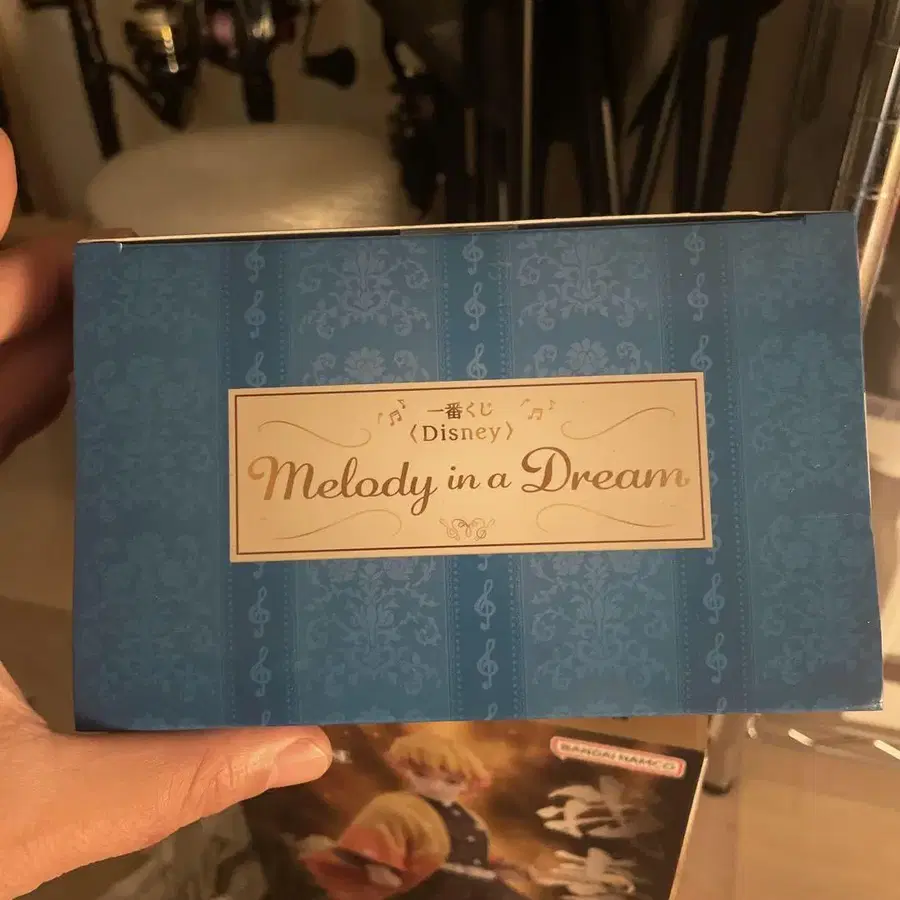 一番くじ
〈Disney〉
Melody in a Dream
BANDAI NAMCO